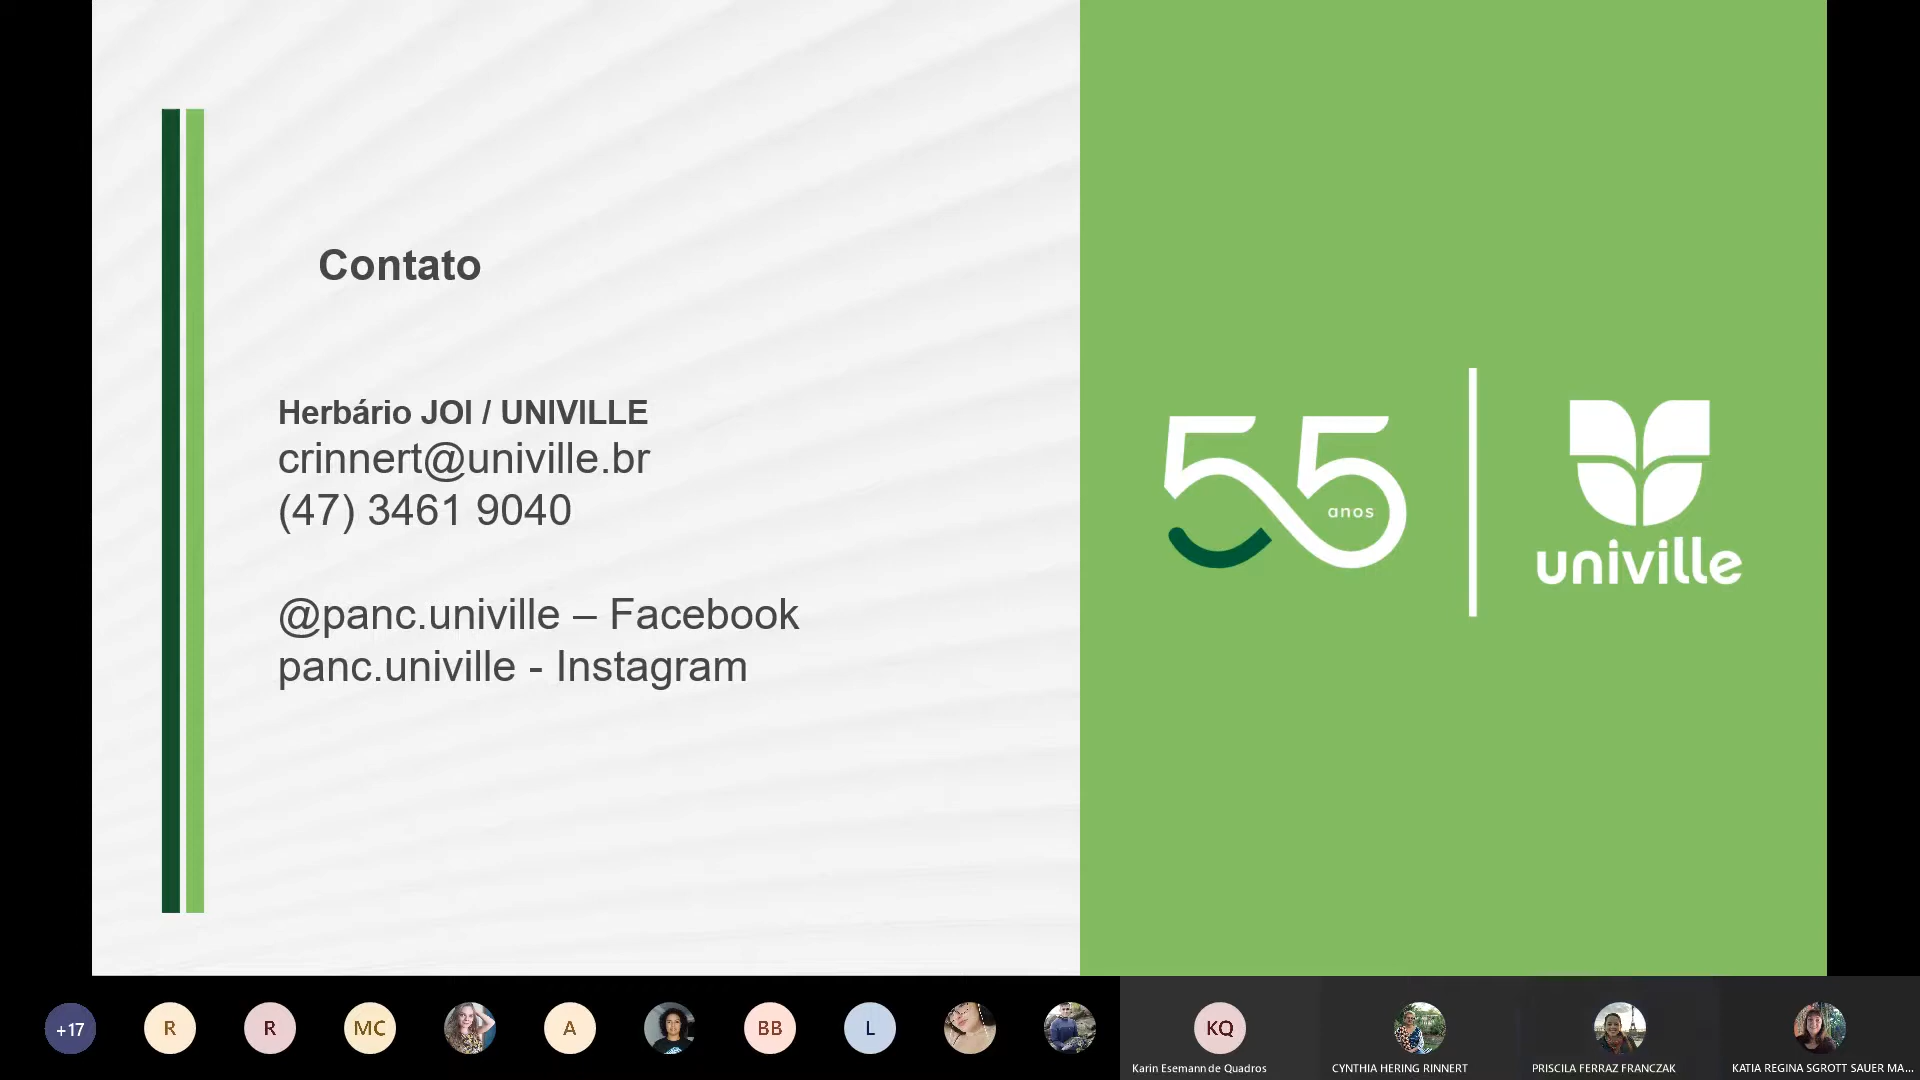 Contato
Herbário JOI / UNIVILLE
crinnert@univille.br
(47) 3461 9040
@panc.univille – Facebook
panc.univille - Instagram
55
anos
univille
+17
R
R
MC
A
BB
L
KQ
Karin Esemann de Quadros
CYNTHIA HERING RINNERT
PRISCILA FERRAZ FRANCZAK
KATIA REGINA SGROTT SAUER MA...